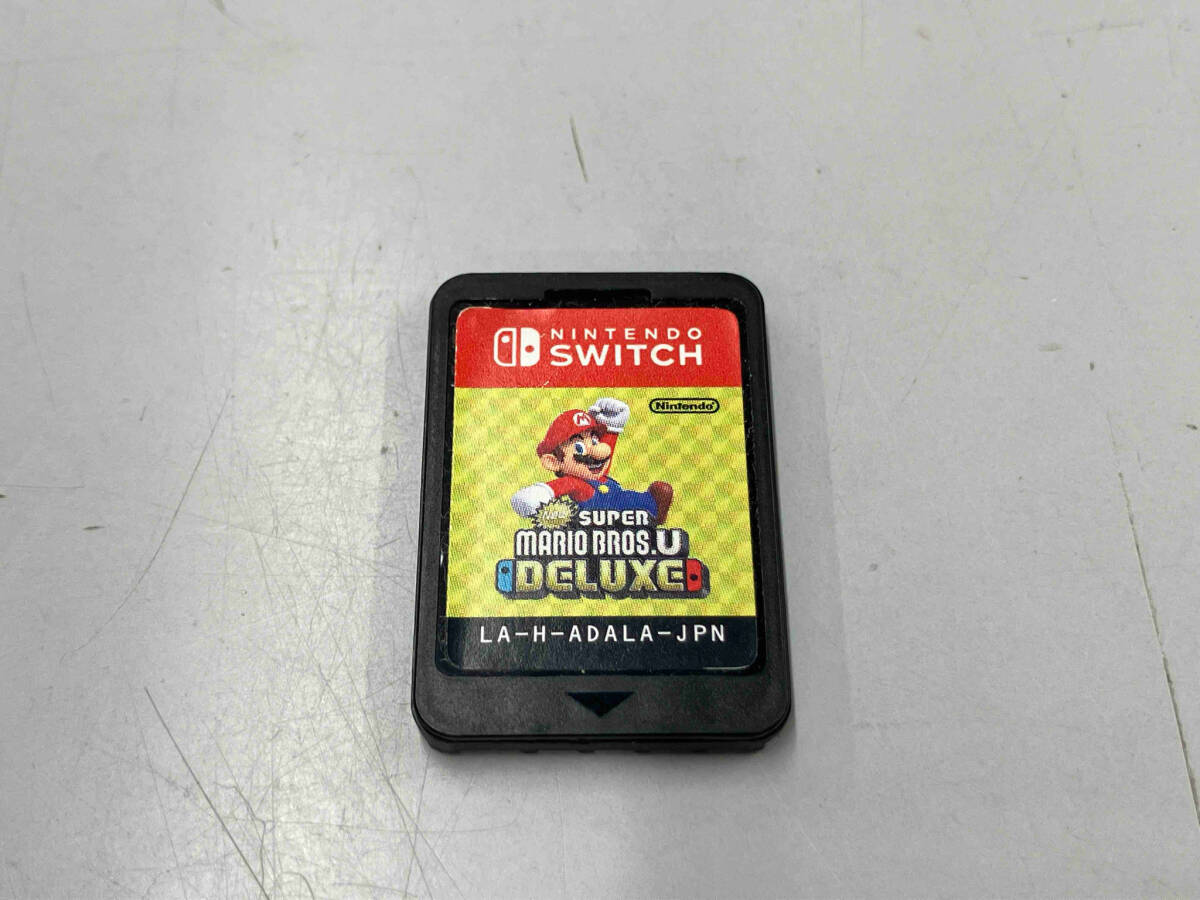 NINTENDO
SWITCH
Nintendo
M
New SUPER
MARIO BROS.U
DELUXE
LA-H-ADALA-JPN